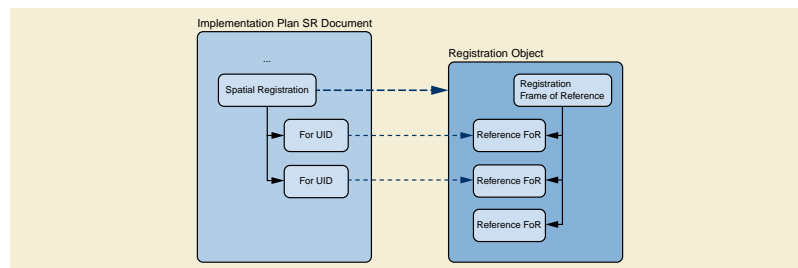 Implementation Plan SR Document
...
Spatial Registration
For UID
For UID
Registration Object
Registration
Frame of Reference
Reference FoR
Reference FoR
Reference FoR